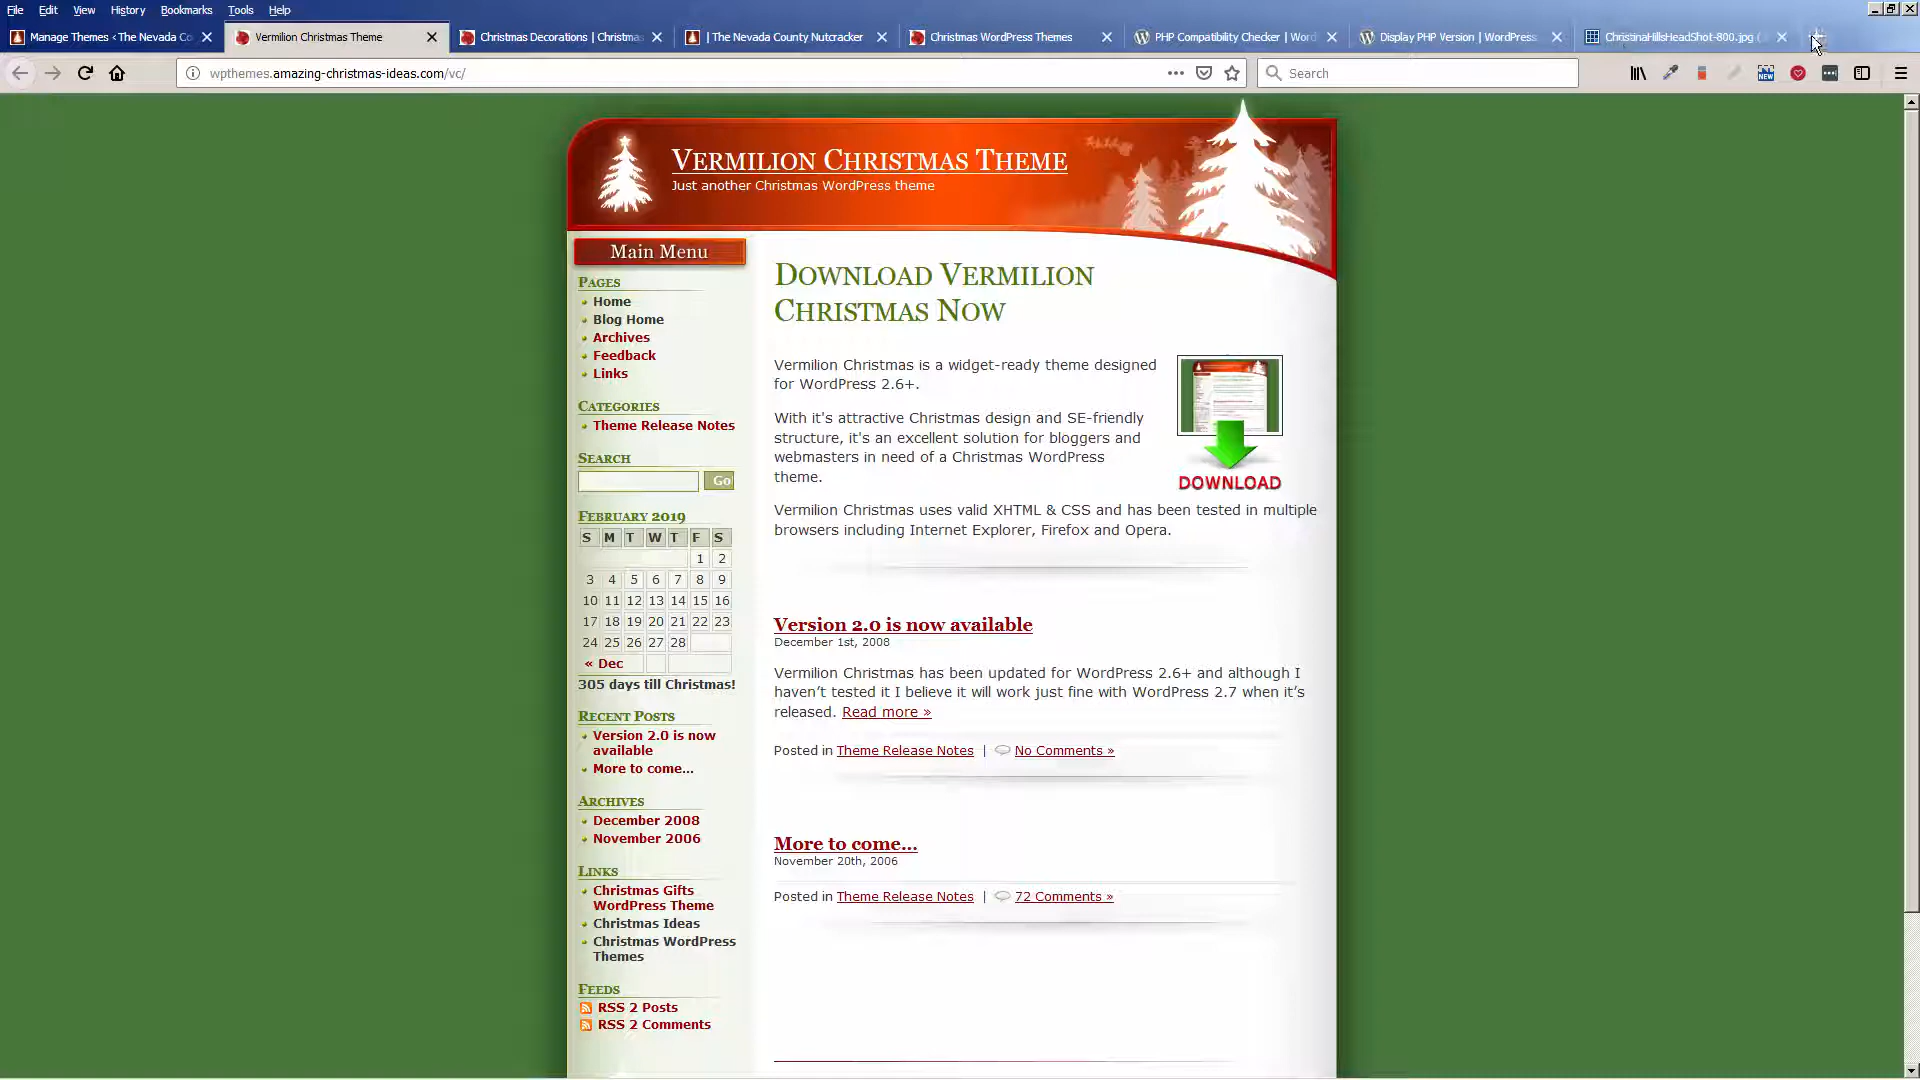 File Edit View History Bookmarks Tools Help
Manage Themes < The Nevada Co
Vermilion Christmas Theme
Christmas Decorations | Christma
| The Nevada County Nutcracker
Christmas WordPress Themes
PHP Compatibility Checker | Word
Display PHP Version | WordPress
ChristinaHillsHeadShot-800.jpg (
wpthemes.amazing-christmas-ideas.com/vc/
Search
NEW
Vermilion Christmas Theme
Just another Christmas WordPress theme
Main Menu
Pages
Home
Blog Home
Archives
Feedback
Links
Categories
Theme Release Notes
Search
Go
February 2019
S M T W T F S
1 2
3 4 5 6 7 8 9
10 11 12 13 14 15 16
17 18 19 20 21 22 23
24 25 26 27 28
« Dec
305 days till Christmas!
Recent Posts
Version 2.0 is now
available
More to come...
Archives
December 2008
November 2006
Links
Christmas Gifts
WordPress Theme
Christmas Ideas
Christmas WordPress
Themes
Feeds
RSS 2 Posts
RSS 2 Comments
Download Vermilion
Christmas Now
Vermilion Christmas is a widget-ready theme designed
for WordPress 2.6+.
With it's attractive Christmas design and SE-friendly
structure, it's an excellent solution for bloggers and
webmasters in need of a Christmas WordPress
theme.
DOWNLOAD
Vermilion Christmas uses valid XHTML & CSS and has been tested in multiple
browsers including Internet Explorer, Firefox and Opera.
Version 2.0 is now available
December 1st, 2008
Vermilion Christmas has been updated for WordPress 2.6+ and although I
haven't tested it I believe it will work just fine with WordPress 2.7 when it's
released. Read more »
Posted in Theme Release Notes | No Comments »
More to come...
November 20th, 2006
Posted in Theme Release Notes | 72 Comments »